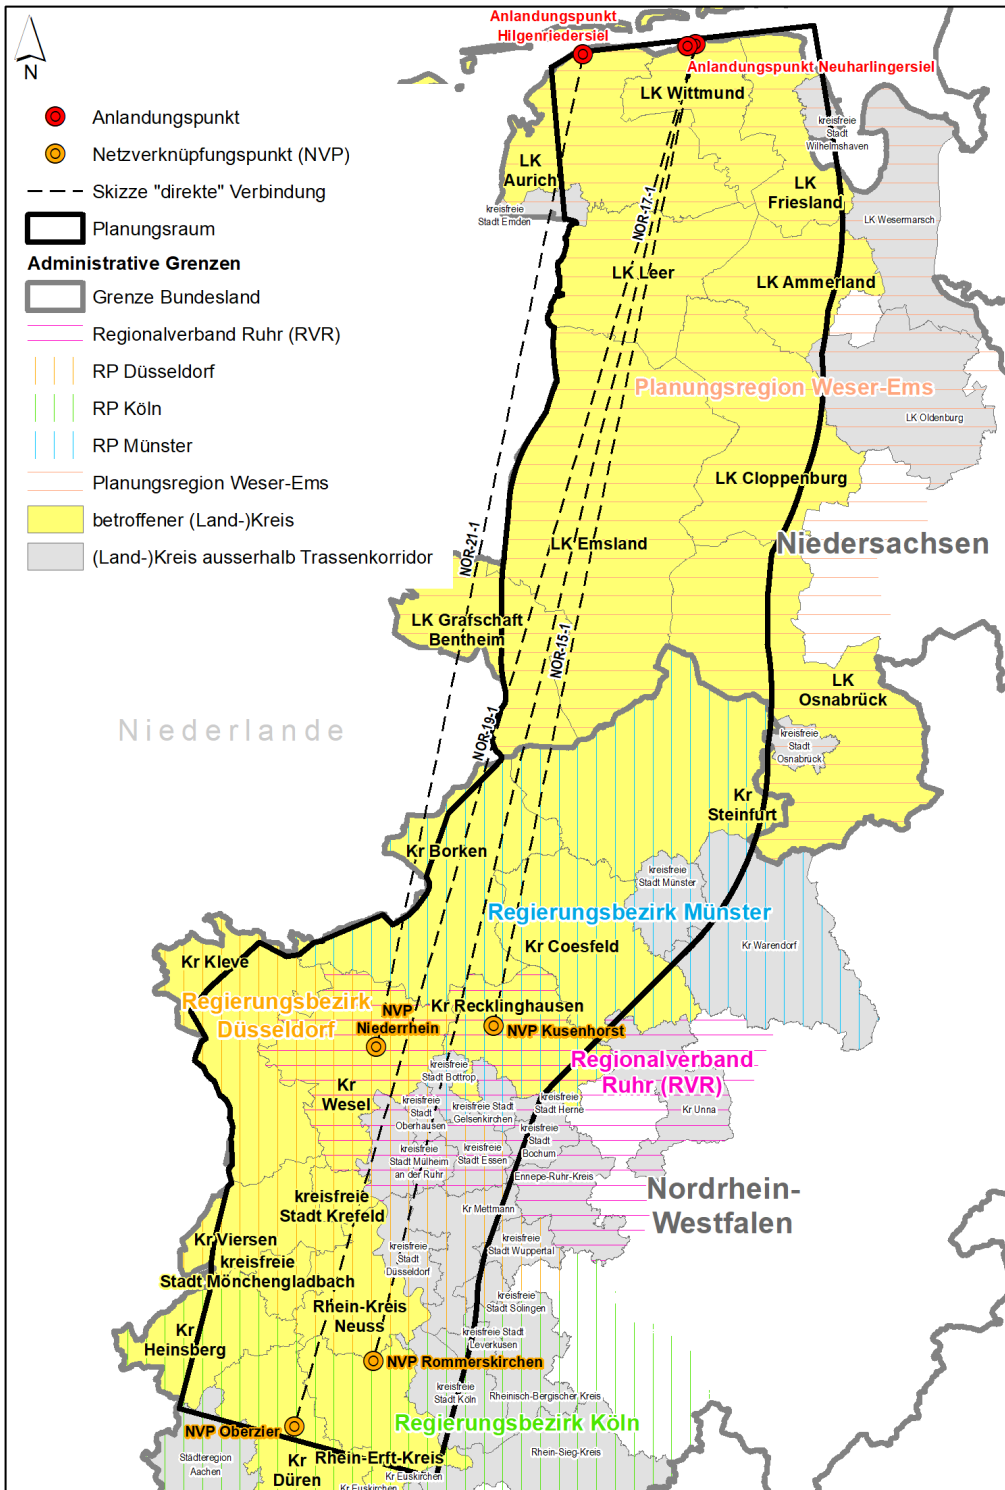 Anlandungspunkt
Hilgenriedersiel
Anlandungspunkt Neuharlingersiel
N
Anlandungspunkt
Netzverknüpfungspunkt (NVP)
Skizze "direkte" Verbindung
Planungsraum
Administrative Grenzen
Grenze Bundesland
Regionalverband Ruhr (RVR)
RP Düsseldorf
RP Köln
RP Münster
Planungsregion Weser-Ems
betroffener (Land-)Kreis
(Land-)Kreis ausserhalb Trassenkorridor
LK Wittmund
kreisfreie
Stadt
Wilhelmshaven
LK
Aurich
kreisfreie
Stadt Emden
LK
Friesland
LK Wesermarsch
NOR-17-1
LK Leer
LK Ammerland
Planungsregion Weser-Ems
LK Oldenburg
LK Cloppenburg
NOR-21-1
LK Emsland
Niedersachsen
LK Grafschaft
Bentheim
NOR-15-1
LK
Osnabrück
NOR-19-1
Niederlande
kreisfreie
Stadt
Osnabrück
Kr
Steinfurt
Kr Borken
kreisfreie
Stadt Münster
Regierungsbezirk Münster
Kr Coesfeld
Kr Warendorf
Kr Kleve
Regierungsbezirk
Düsseldorf
NVP
Niederrhein
Kr Recklinghausen
NVP Kusenhorst
Regionalverband
Ruhr (RVR)
kreisfreie
Stadt Bottrop
Kr
Wesel
kreisfreie
Stadt
Oberhausen
kreisfreie Stadt
Gelsenkirchen
kreisfreie
Stadt Herne
Kr Unna
kreisfreie
Stadt
Bochum
kreisfreie
Stadt Mülheim
an der Ruhr
kreisfreie
Stadt Essen
Ennepe-Ruhr-Kreis
Nordrhein-
Westfalen
kreisfreie
Stadt Krefeld
Kr Mettmann
Kr Viersen
kreisfreie
Stadt Mönchengladbach
kreisfreie
Stadt
Düsseldorf
kreisfreie
Stadt Wuppertal
Rhein-Kreis
Neuss
kreisfreie
Stadt Solingen
Kr
Heinsberg
kreisfreie Stadt
Leverkusen
NVP Rommerskirchen
kreisfreie
Stadt Köln
Rheinisch-Bergischer Kreis
Regierungsbezirk Köln
NVP Oberzier
Städteregion
Aachen
Kr
Düren
Rhein-Erft-Kreis
Rhein-Sieg-Kreis
Kr Euskirchen
Kr Euskirchen